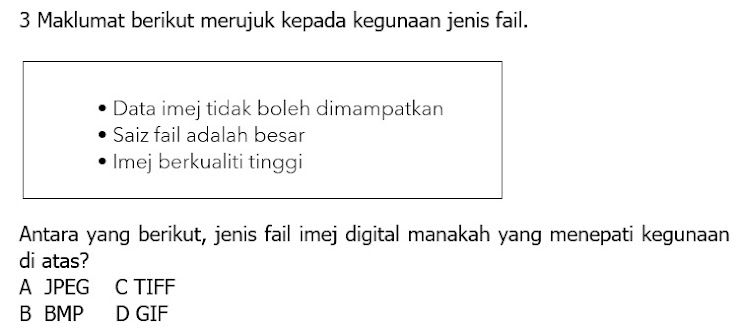 3 Maklumat berikut merujuk kepada kegunaan jenis fail.
• Data imej tidak boleh dimampatkan
• Saiz fail adalah besar
• Imej berkualiti tinggi
Antara yang berikut, jenis fail imej digital manakah yang menepati kegunaan
di atas?
A JPEG C TIFF
B BMP D GIF